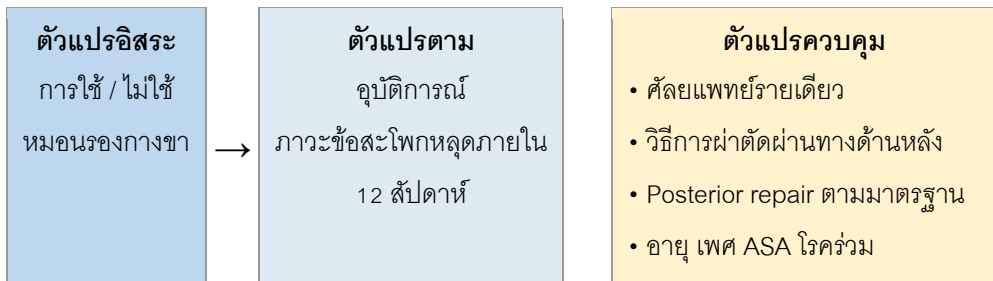 ตัวแปรอิสระ
การใช้ / ไม่ใช้
หมอนรองกางขา
→
ตัวแปรตาม
อุบัติการณ์
ภาวะข้อสะโพกหลุดภายใน
12 สัปดาห์
ตัวแปรควบคุม
• ศัลยแพทย์รายเดียว
• วิธีการผ่าตัดผ่านทางด้านหลัง
• Posterior repair ตามมาตรฐาน
• อายุ เพศ ASA โรคร่วม